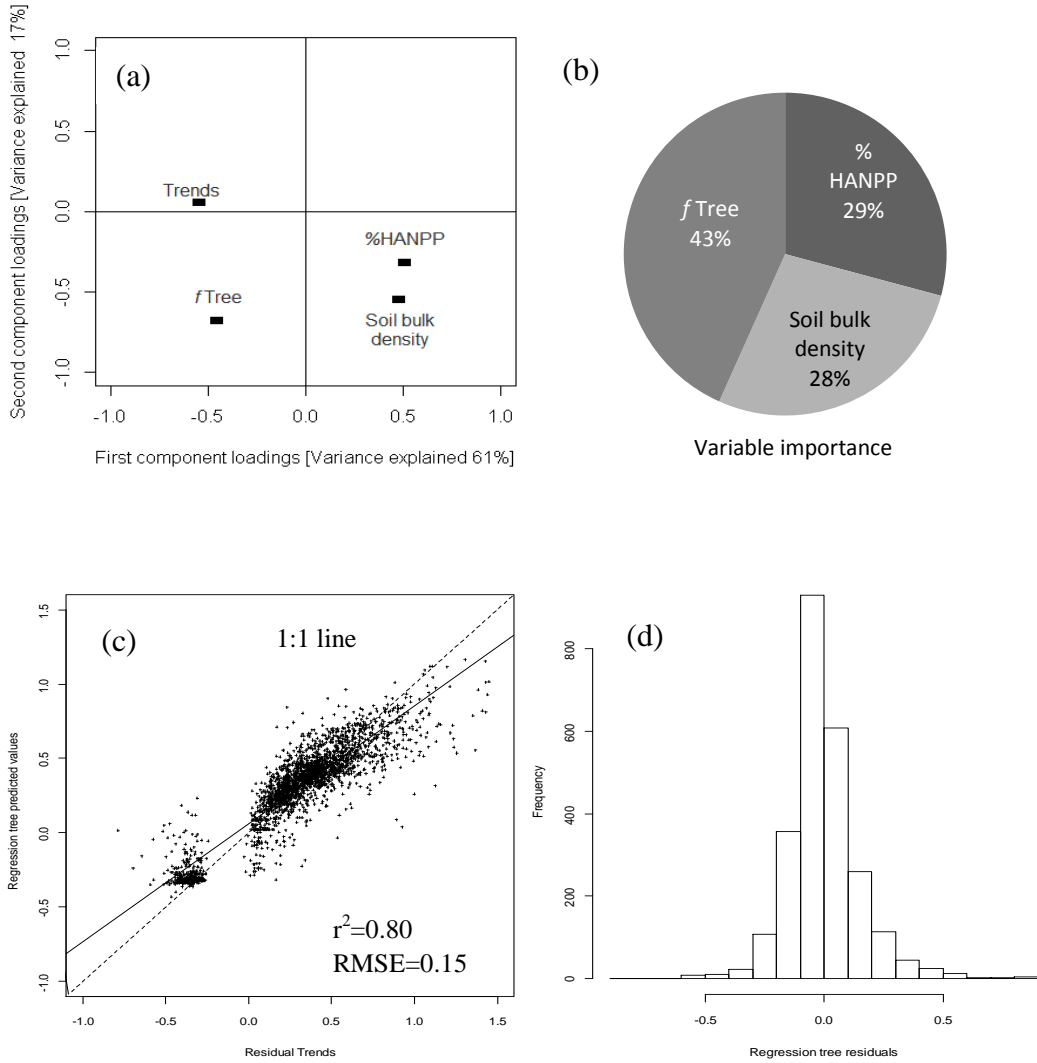 (a)
Second component loadings [Variance explained 17%]
1.0
0.5
0.0
-0.5
-1.0
Trends
%HANPP
f Tree
Soil bulk
density
-1.0
-0.5
0.0
0.5
1.0
First component loadings [Variance explained 61%]
(b)
%
HANPP
29%
f Tree
43%
Soil bulk
density
28%
Variable importance
(c)
1:1 line
Regression tree predicted values
1.5
1.0
0.5
0.0
-0.5
-1.0
r²=0.80
RMSE=0.15
-1.0
-0.5
0.0
0.5
1.0
1.5
Residual Trends
(d)
Frequency
800
600
400
200
0
-0.5
0.0
0.5
Regression tree residuals